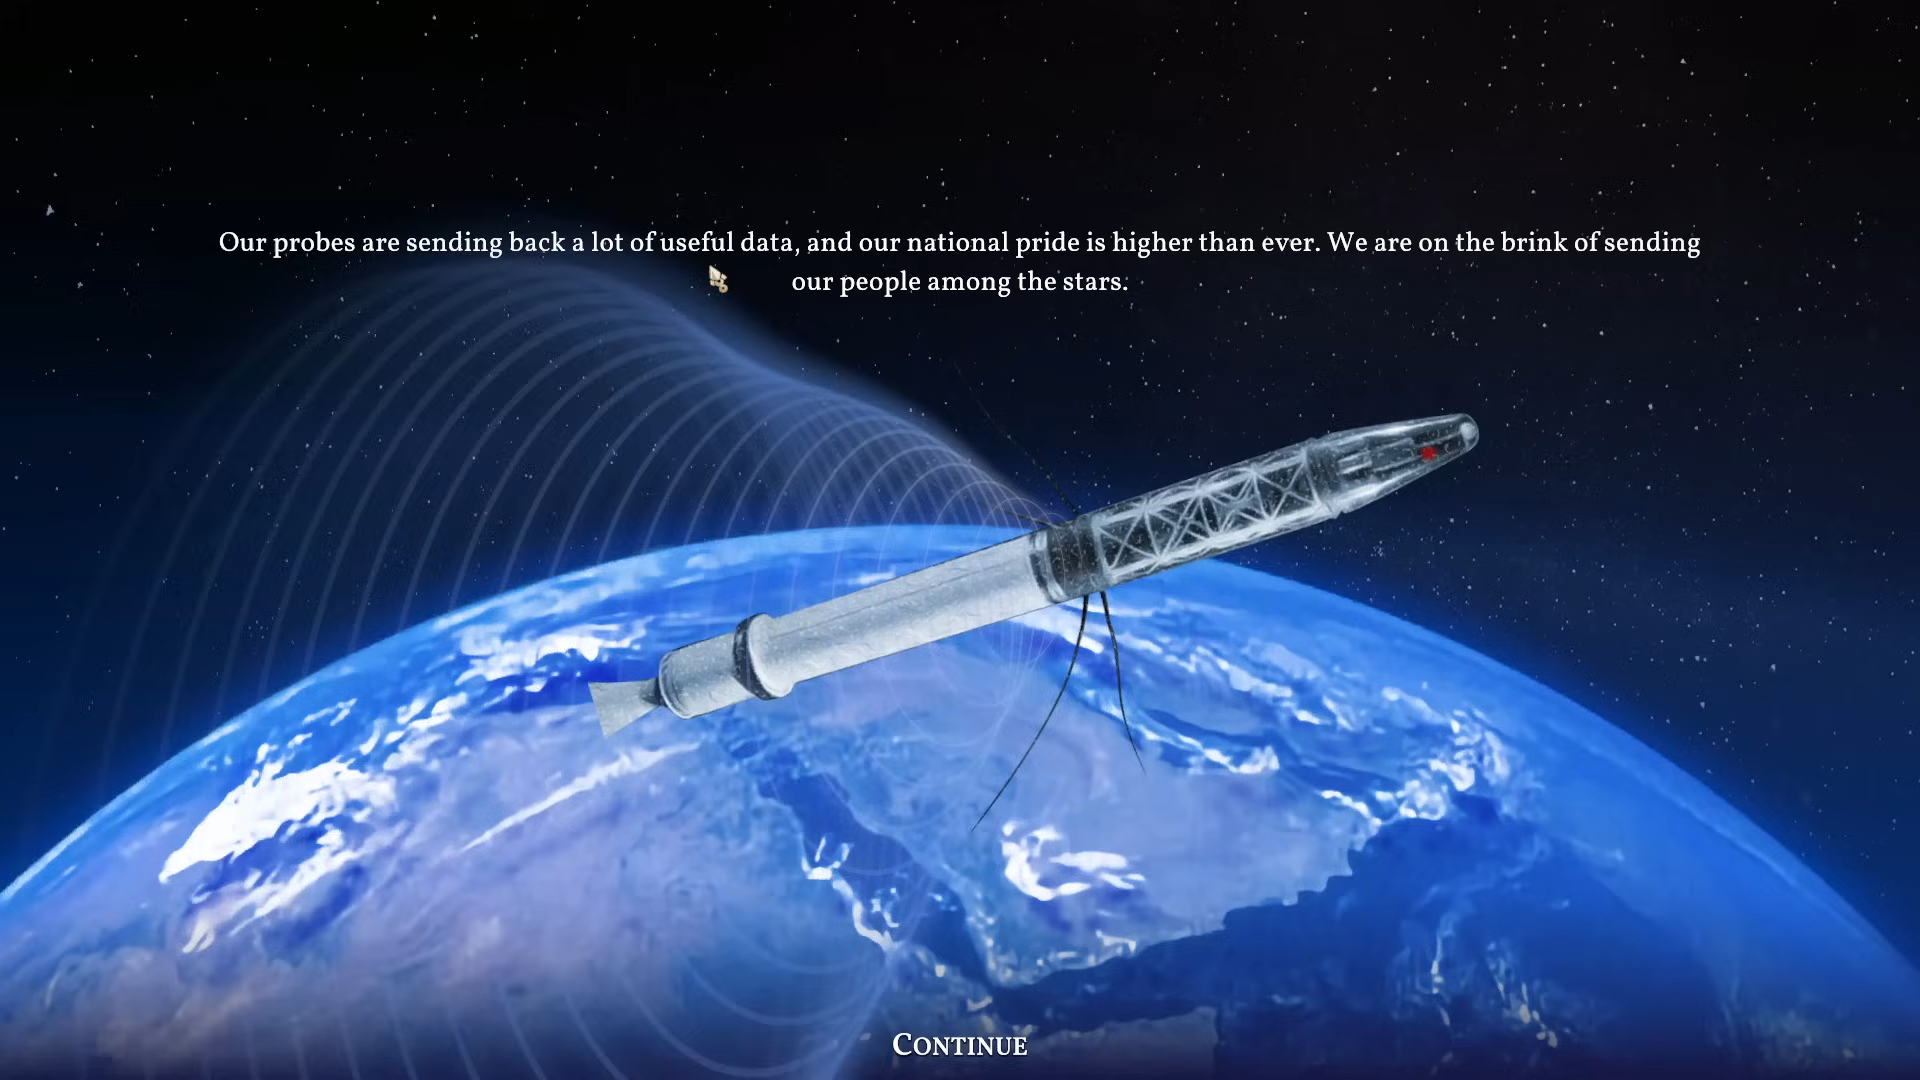 Our probes are sending back a lot of useful data, and our national pride is higher than ever. We are on the brink of sending
our people among the stars.
Continue